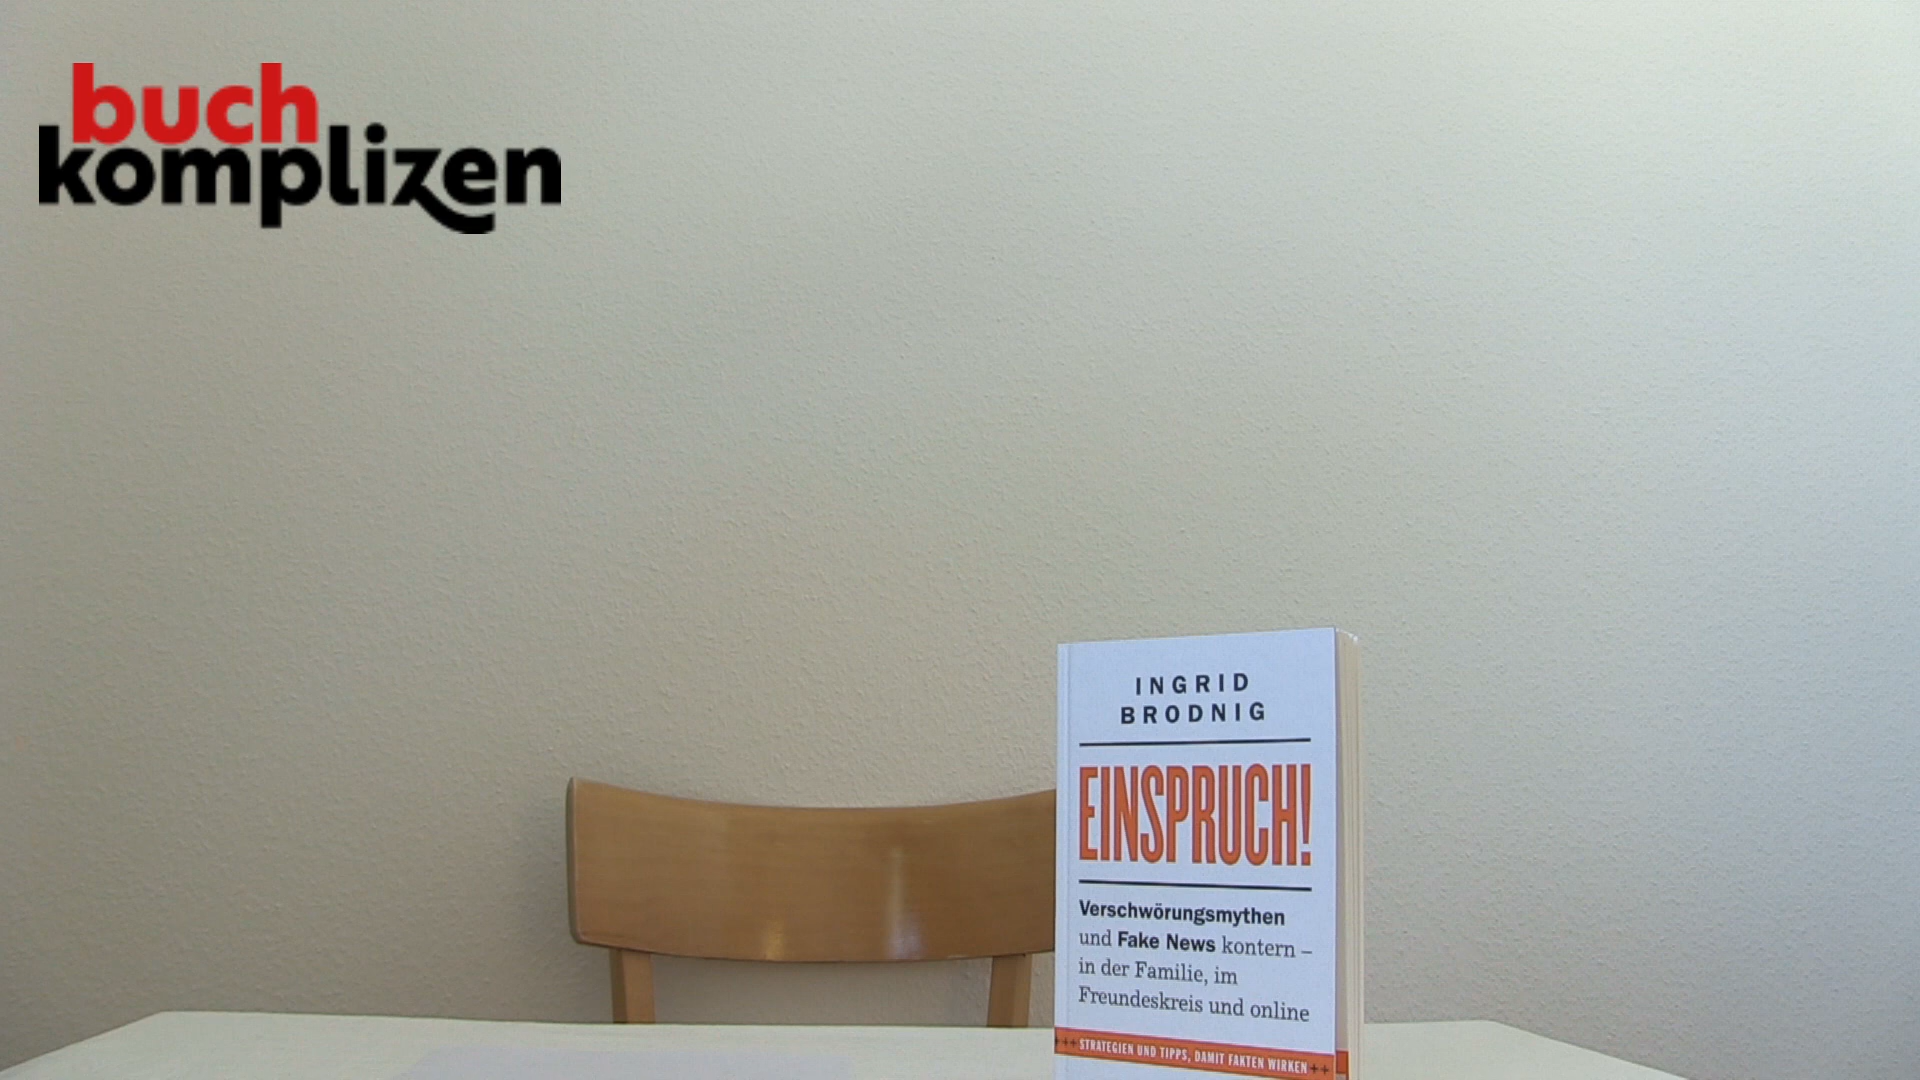 buch
komplizen
INGRID
BRODNIG
EINSPRUCH!
Verschwörungsmythen
und Fake News kontern –
in der Familie, im
Freundeskreis und online
+++ STRATEGIEN UND TIPPS, DAMIT FAKTEN WIRKEN ++